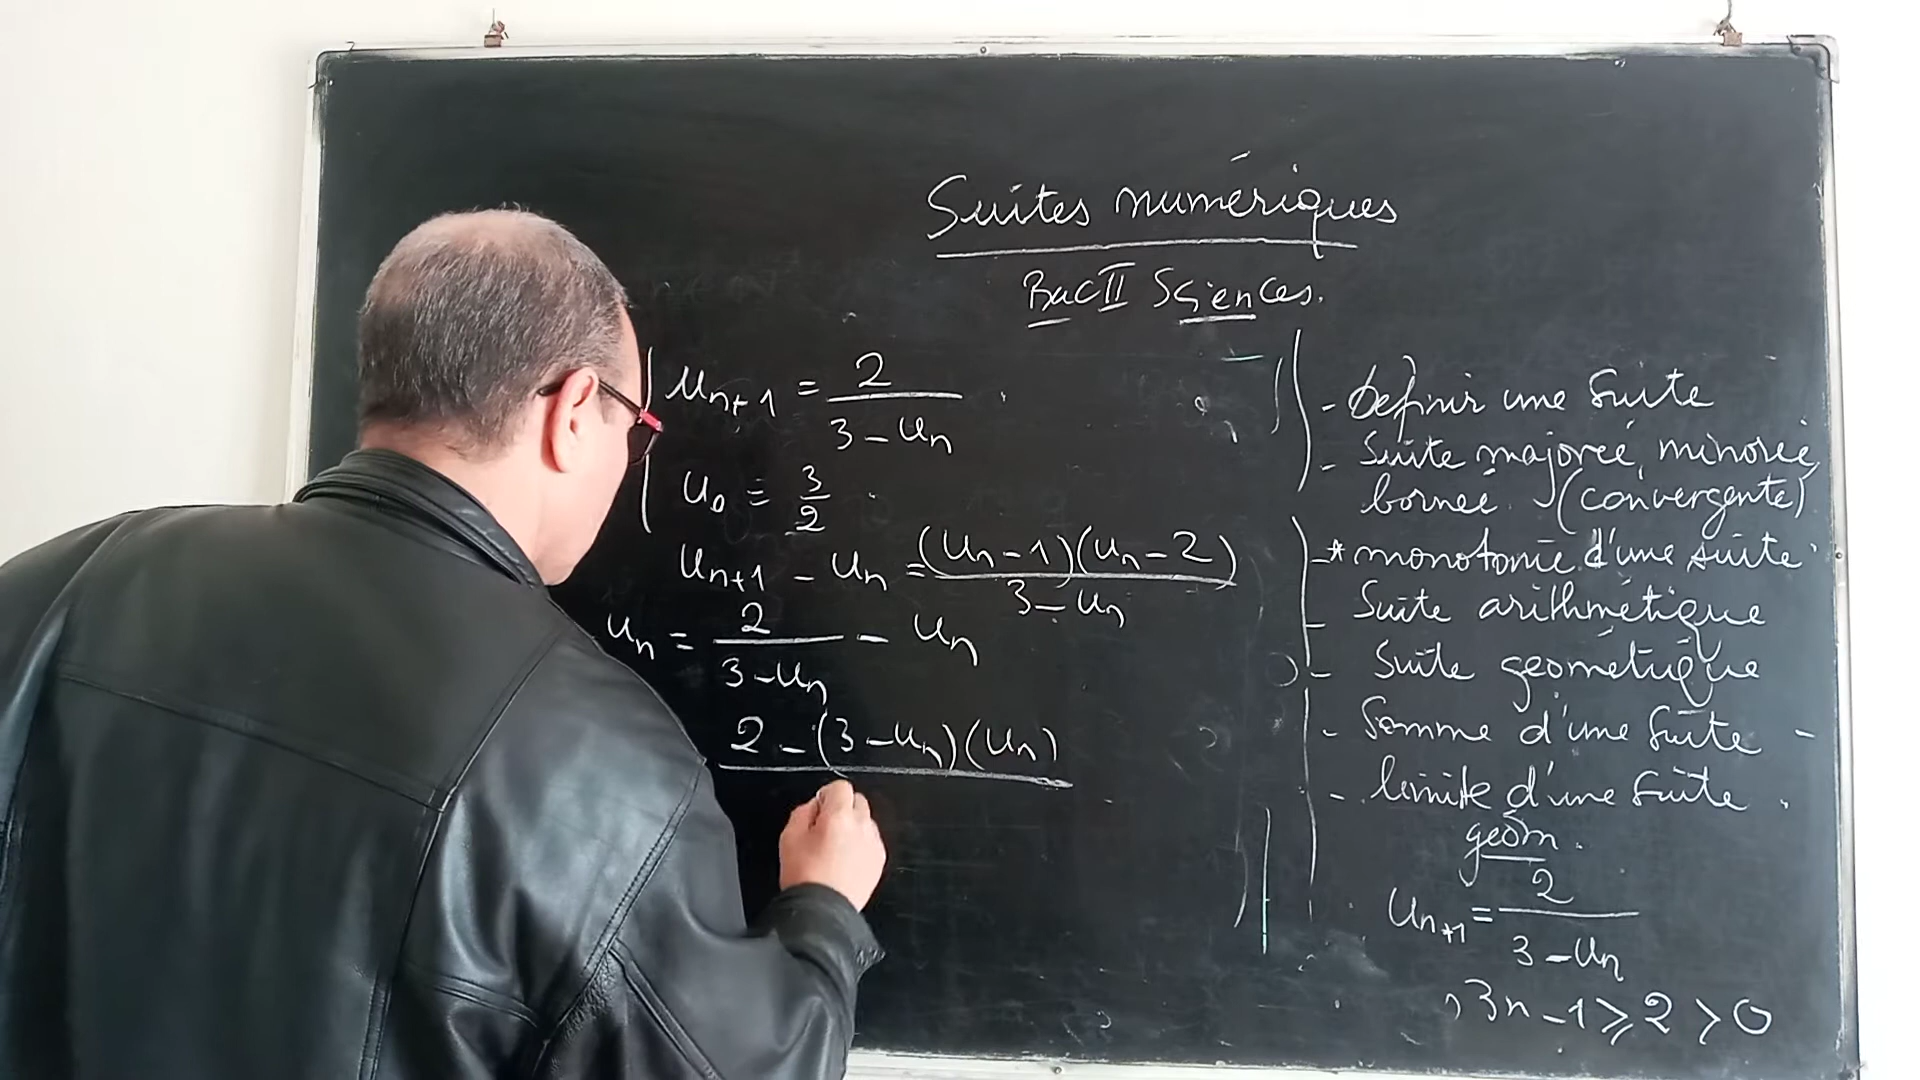 Suites numériques
Bac II Sciences.
Un+1 = 2/(3 - Un)
U0 = 3/2
Un+1 - Un = (Un - 1)(Un - 2)/(3 - Un)
Un = 2/(3 - Un) - Un
2 - (3 - Un)(Un)
- Définir une Suite
- Suite majorée, minorée,
bornée. (convergente)
* monotonie d'une suite.
- Suite arithmétique
- Suite géométrique
- Somme d'une Suite -
- limite d'une Suite.
géom.
Un+1 = 2/(3 - Un)
3n - 1 ⩾ 2 > 0